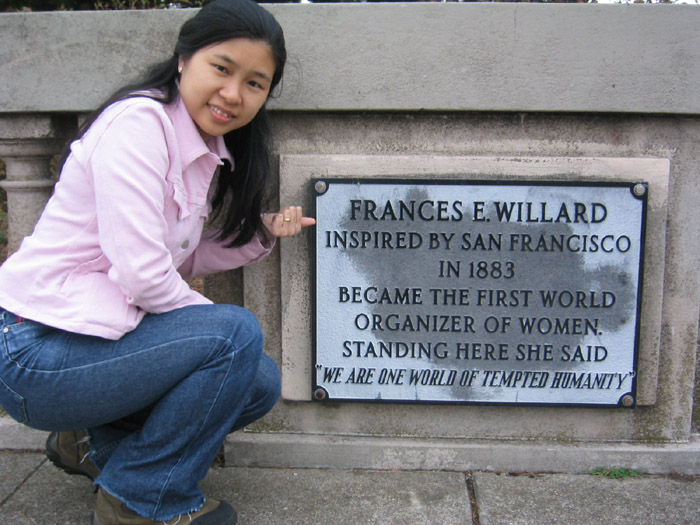 FRANCES E. WILLARD
INSPIRED BY SAN FRANCISCO
IN 1883
BECAME THE FIRST WORLD
ORGANIZER OF WOMEN.
STANDING HERE SHE SAID
"WE ARE ONE WORLD OF TEMPTED HUMANITY"